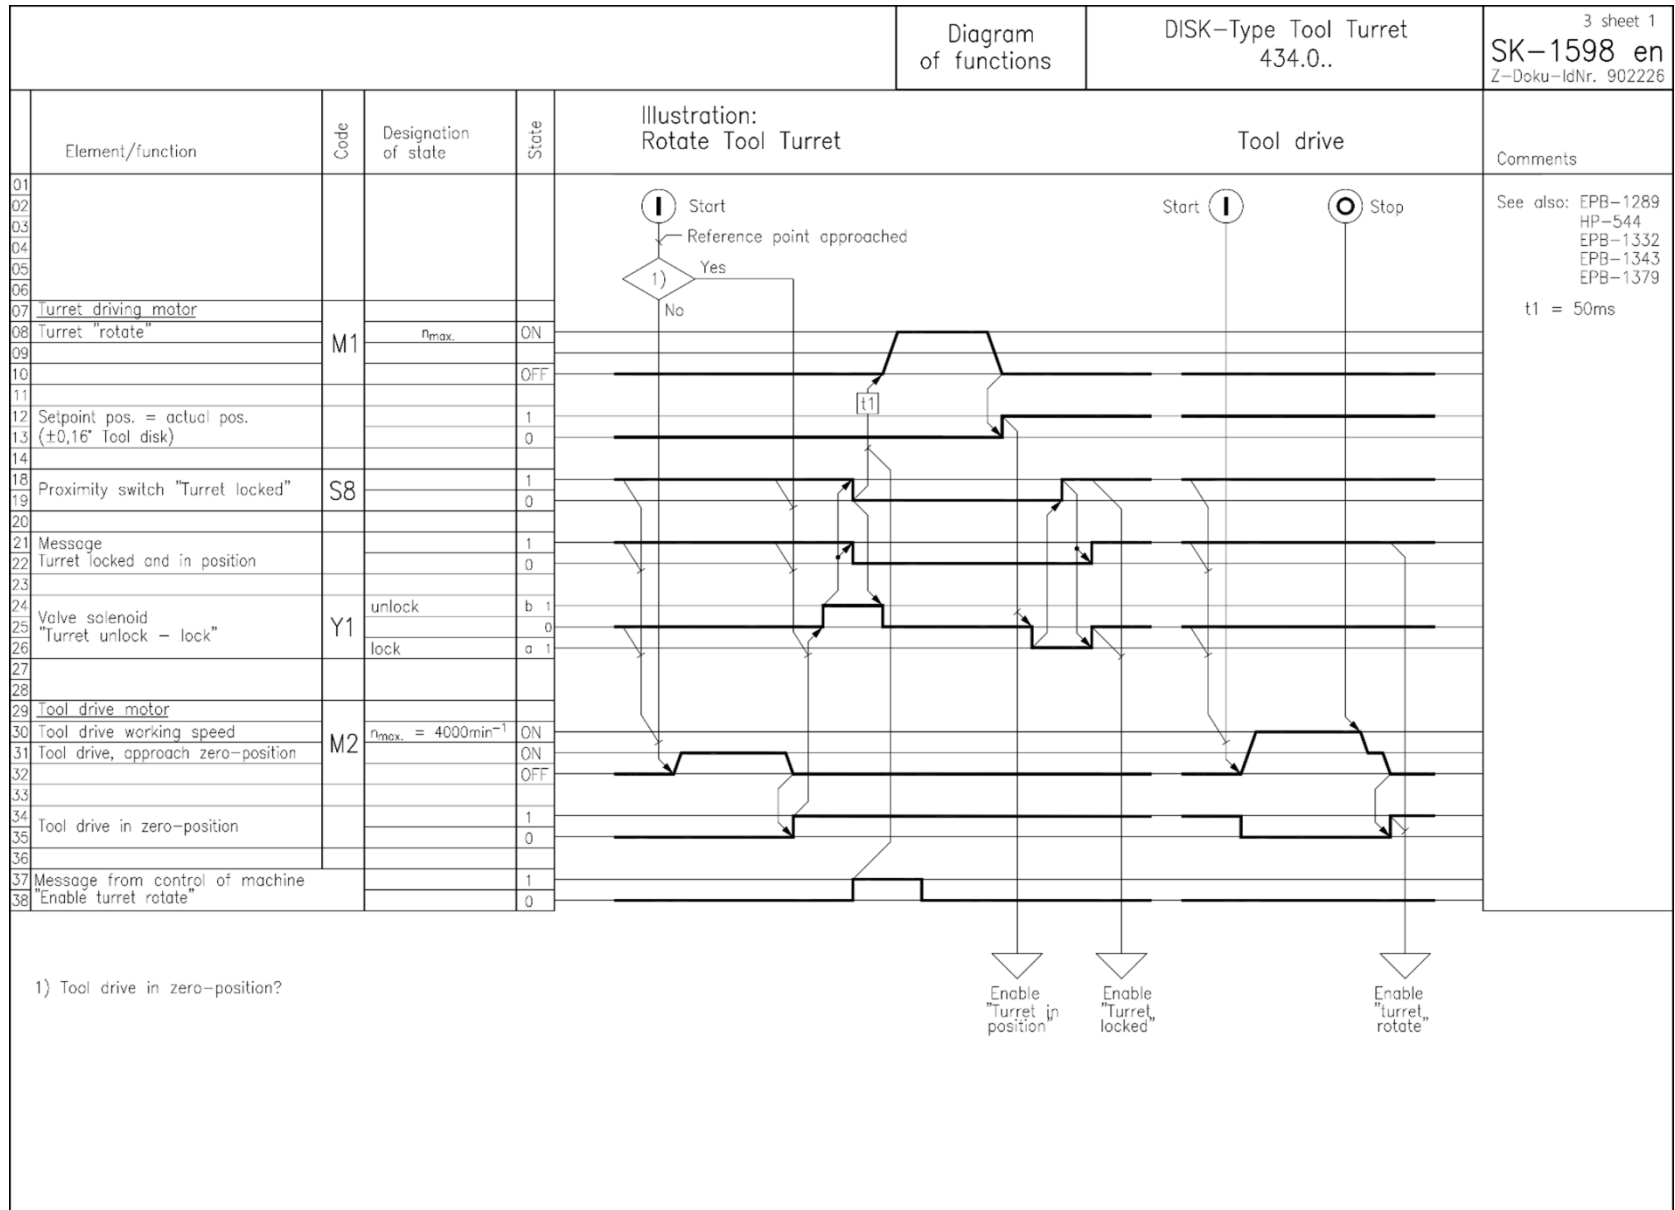 Diagram
of functions
DISK-Type Tool Turret
434.0..
3 sheet 1
SK-1598 en
Z-Doku-IdNr. 902226
Element/function
Code
Designation
of state
State
Illustration:
Rotate Tool Turret
Tool drive
Comments
01
02
03
04
05
06
Start
Reference point approached
1)
Yes
No
Start
Stop
See also: EPB-1289
HP-544
EPB-1332
EPB-1343
EPB-1379
t1 = 50ms
07 Turret driving motor
08 Turret "rotate" M1 nmax. ON
09
10 OFF
11
t1
12 Setpoint pos. = actual pos. 1
13 (±0,16° Tool disk) 0
14
18 Proximity switch "Turret locked" S8 1
19 0
20
21 Message 1
22 Turret locked and in position 0
23
24 unlock b 1
25 Valve solenoid
"Turret unlock - lock" Y1 0
26 lock a 1
27
28
29 Tool drive motor
30 Tool drive working speed M2 nmax. = 4000min⁻¹ ON
31 Tool drive, approach zero-position ON
32 OFF
33
34 Tool drive in zero-position 1
35 0
36
37 Message from control of machine 1
38 "Enable turret rotate" 0
1) Tool drive in zero-position?
Enable
"Turret in
position"
Enable
"Turret
locked"
Enable
"turret
rotate"